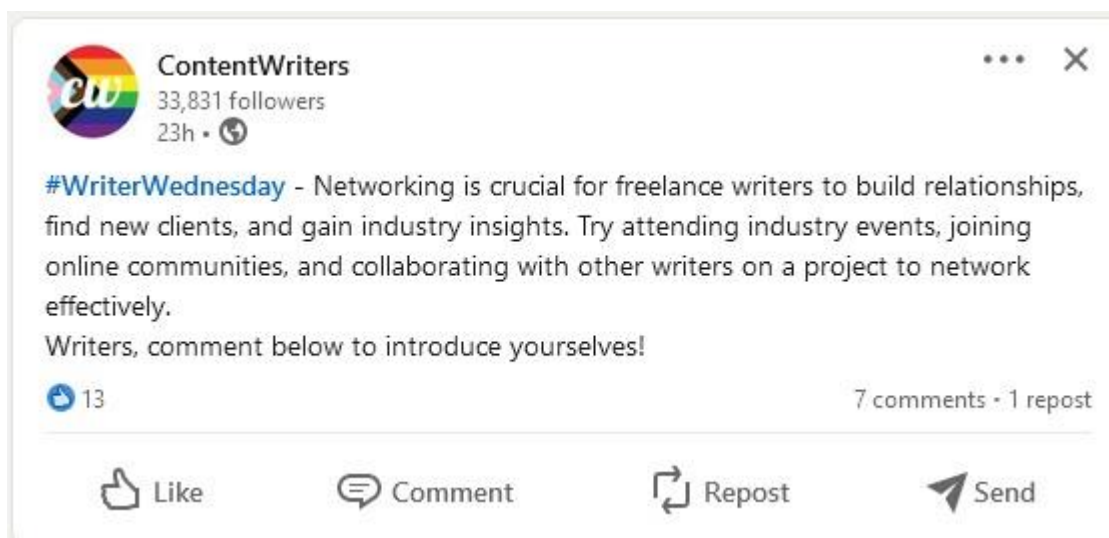 cw
ContentWriters
33,831 followers
23h •
#WriterWednesday - Networking is crucial for freelance writers to build relationships,
find new clients, and gain industry insights. Try attending industry events, joining
online communities, and collaborating with other writers on a project to network
effectively.
Writers, comment below to introduce yourselves!
13
7 comments • 1 repost
Like
Comment
Repost
Send